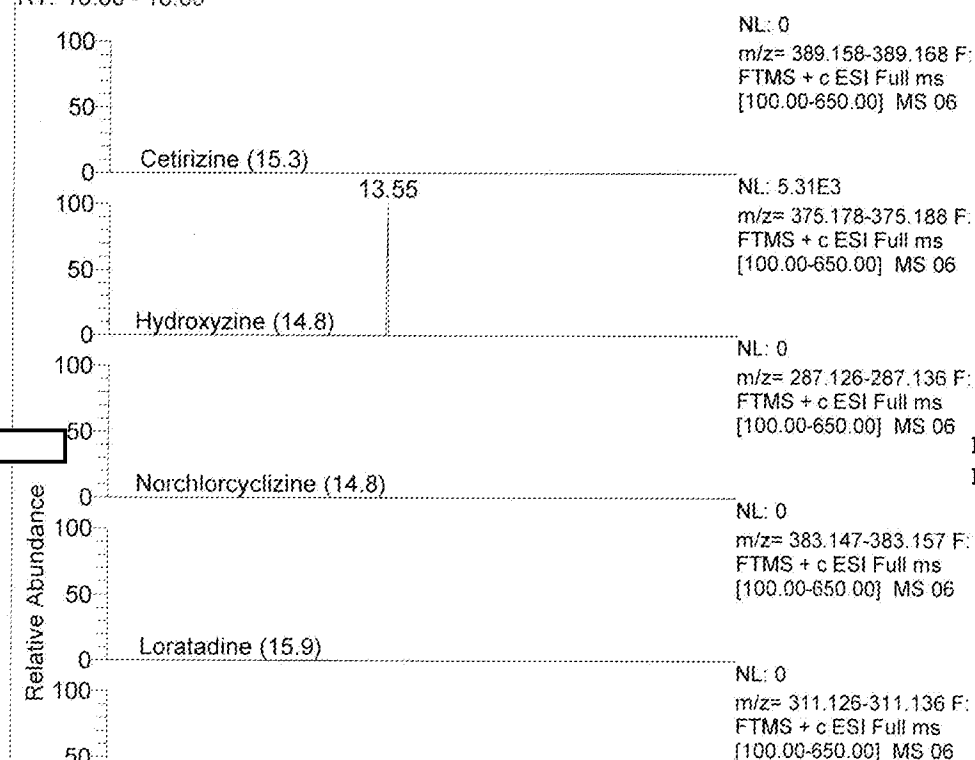 NL: 0
100
m/z= 389.158-389.168 F:
FTMS + c ESI Full ms
50
[100.00-650.00] MS 06
Cetirizine (15.3)
0
13.55
NL: 5.31E3
100
m/z= 375.178-375.188 F:
FTMS + c ESI Full ms
50
[100.00-650.00] MS 06
Hydroxyzine (14.8)
0
NL: 0
100
m/z= 287.126-287.136 F:
FTMS + c ESI Full ms
50
[100.00-650.00] MS 06
Norchlorcyclizine (14.8)
0
NL: 0
100
m/z= 383.147-383.157 F:
FTMS + c ESI Full ms
50
[100.00-650.00] MS 06
Loratadine (15.9)
0
Relative Abundance
NL: 0
100
m/z= 311.126-311.136 F:
FTMS + c ESI Full ms
50
[100.00-650.00] MS 06